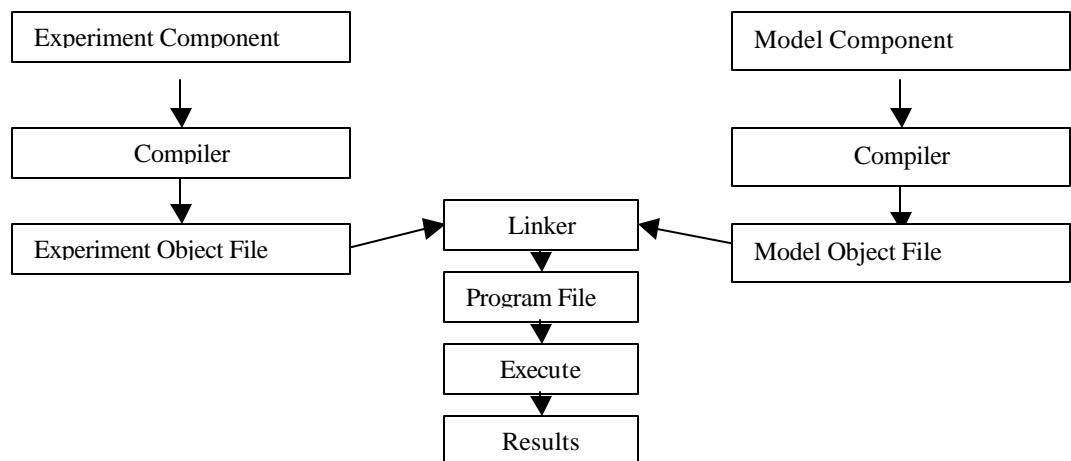 Experiment Component
Model Component
Compiler
Compiler
Experiment Object File
Linker
Model Object File
Program File
Execute
Results